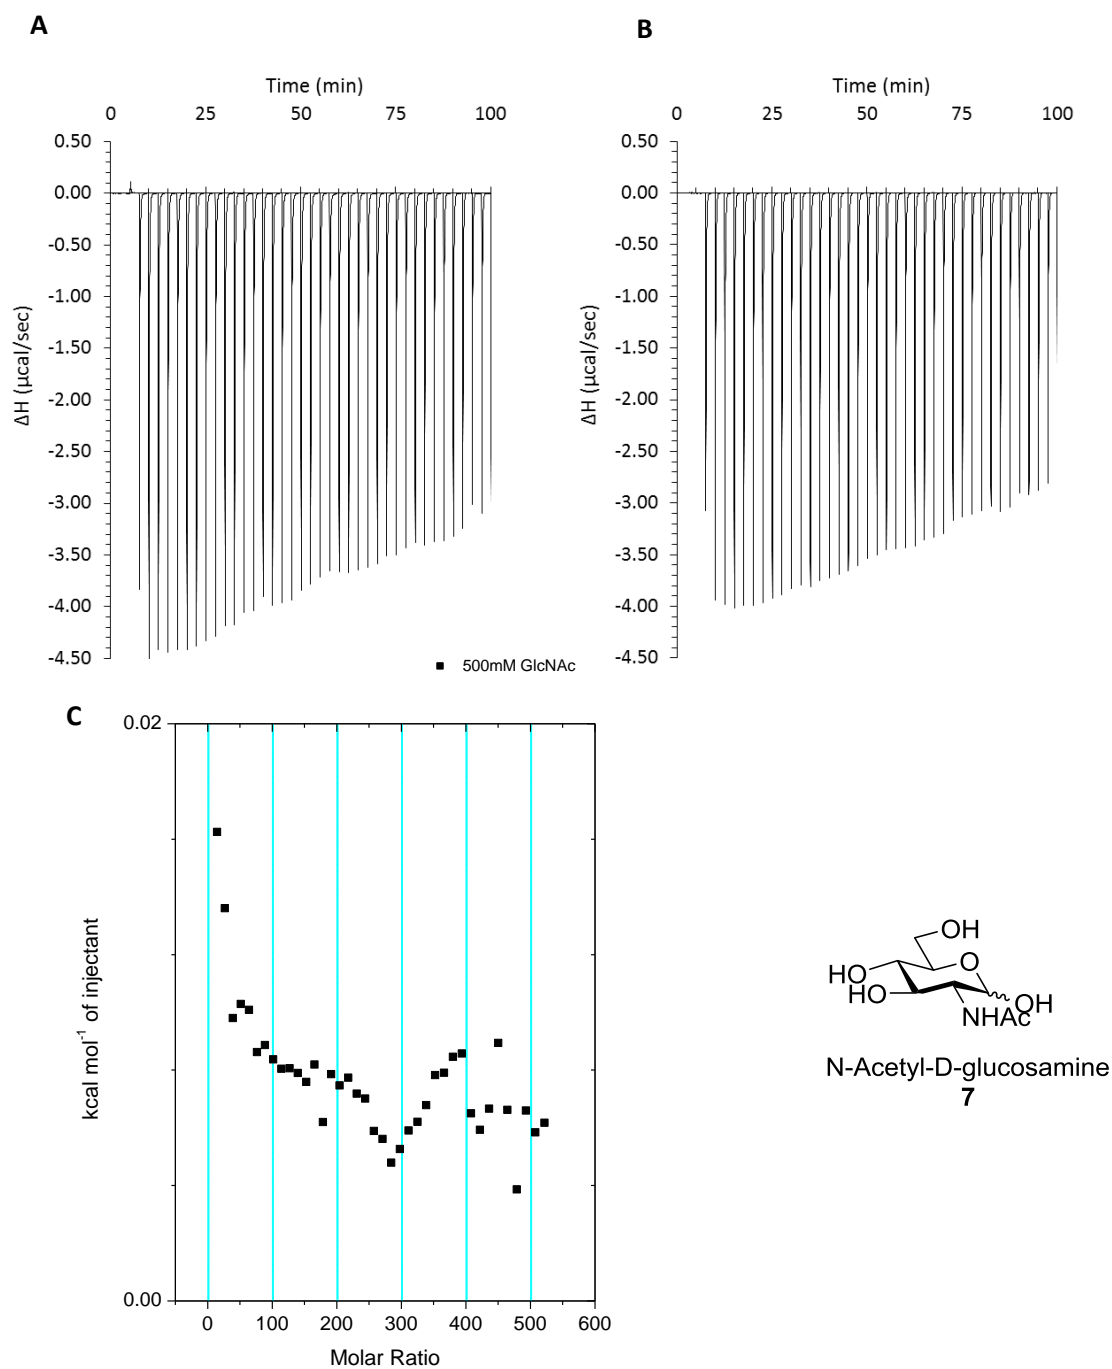 A
B
Time (min)
0 25 50 75 100
0.50
0.00
-0.50
-1.00
-1.50
-2.00
-2.50
-3.00
-3.50
-4.00
-4.50
ΔH (µcal/sec)
Time (min)
0 25 50 75 100
0.50
0.00
-0.50
-1.00
-1.50
-2.00
-2.50
-3.00
-3.50
-4.00
-4.50
ΔH (µcal/sec)
500mM GlcNAc
C
0.02
0.00
kcal mol⁻¹ of injectant
0 100 200 300 400 500 600
Molar Ratio
OH
O
HO
HO
OH
NHAc
N-Acetyl-D-glucosamine
7